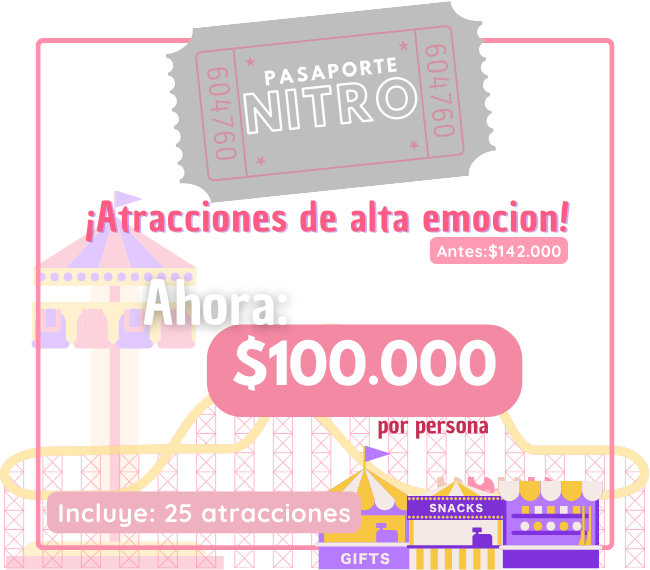 PASAPORTE
NITRO
604760
604760
¡Atracciones de alta emocion!
Antes:$142.000
Ahora:
$100.000
por persona
Incluye: 25 atracciones
SNACKS
GIFTS